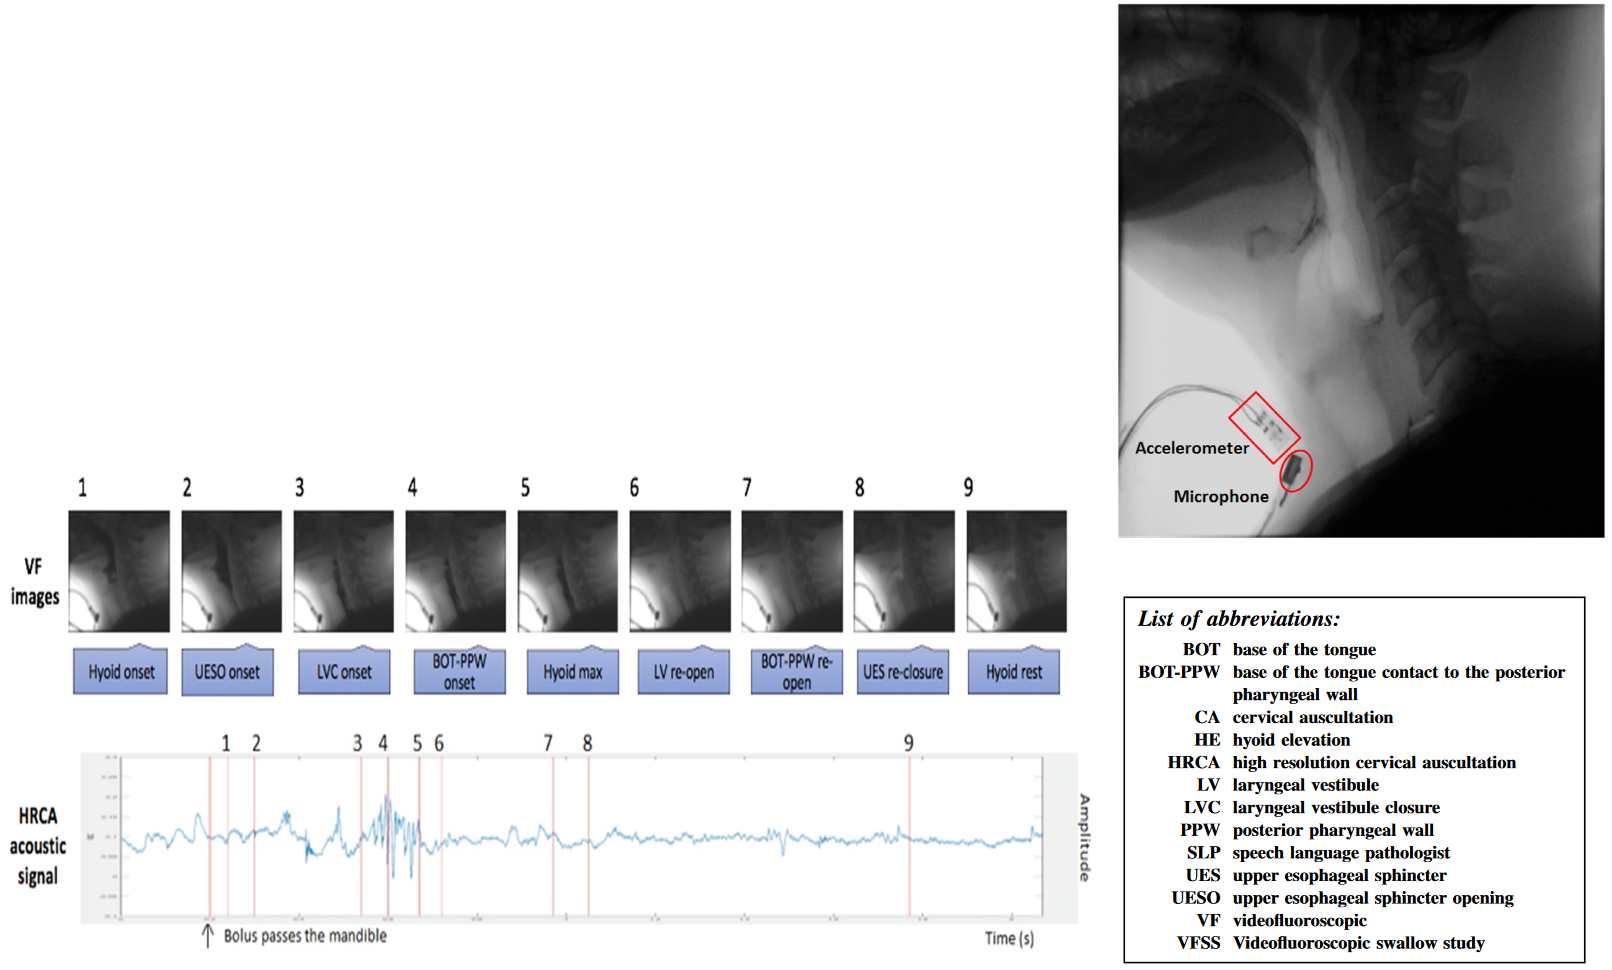 1 2 3 4 5 6 7 8 9
VF
images
Hyoid onset
UESO onset
LVC onset
BOT-PPW
onset
Hyoid max
LV re-open
BOT-PPW re-
open
UES re-closure
Hyoid rest
1 2 3 4 5 6 7 8 9
HRCA
acoustic
signal
Amplitude
Bolus passes the mandible
Time (s)
Accelerometer
Microphone
List of abbreviations:
BOT base of the tongue
BOT-PPW base of the tongue contact to the posterior
pharyngeal wall
CA cervical auscultation
HE hyoid elevation
HRCA high resolution cervical auscultation
LV laryngeal vestibule
LVC laryngeal vestibule closure
PPW posterior pharyngeal wall
SLP speech language pathologist
UES upper esophageal sphincter
UESO upper esophageal sphincter opening
VF videofluoroscopic
VFSS Videofluoroscopic swallow study